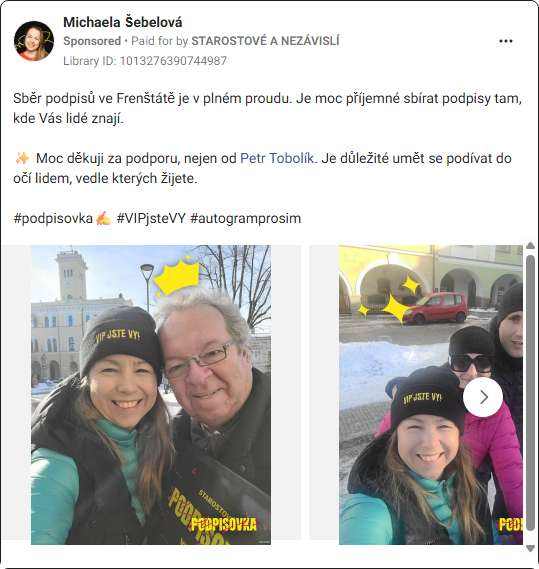 Michaela Šebelová
Sponsored • Paid for by STAROSTOVÉ A NEZÁVISLÍ
Library ID: 1013276390744987
Sběr podpisů ve Frenštátě je v plném proudu. Je moc příjemné sbírat podpisy tam,
kde Vás lidé znají.
✨ Moc děkuji za podporu, nejen od Petr Tobolík. Je důležité umět se podívat do
očí lidem, vedle kterých žijete.
#podpisovka✍️ #VIPjsteVY #autogramprosim
VIP JSTE VY!
STAROSTOVÉ
PODPISOVKA
PODPISOVKA
VIP JSTE VY!